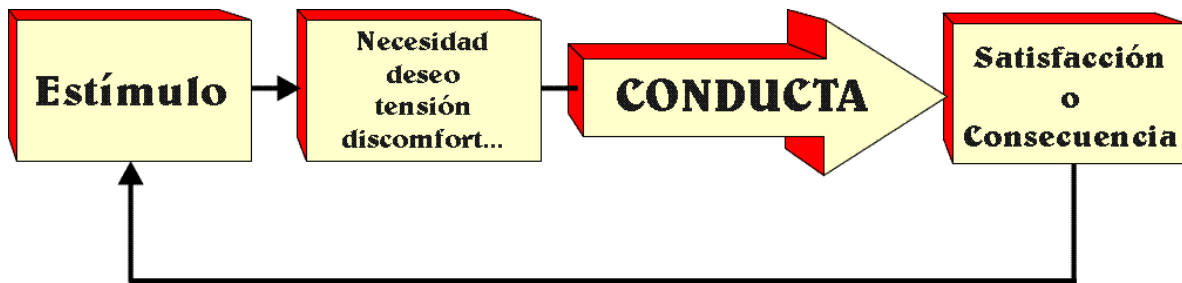 Estímulo
Necesidad
deseo
tensión
discomfort...
CONDUCTA
Satisfacción
o
Consecuencia